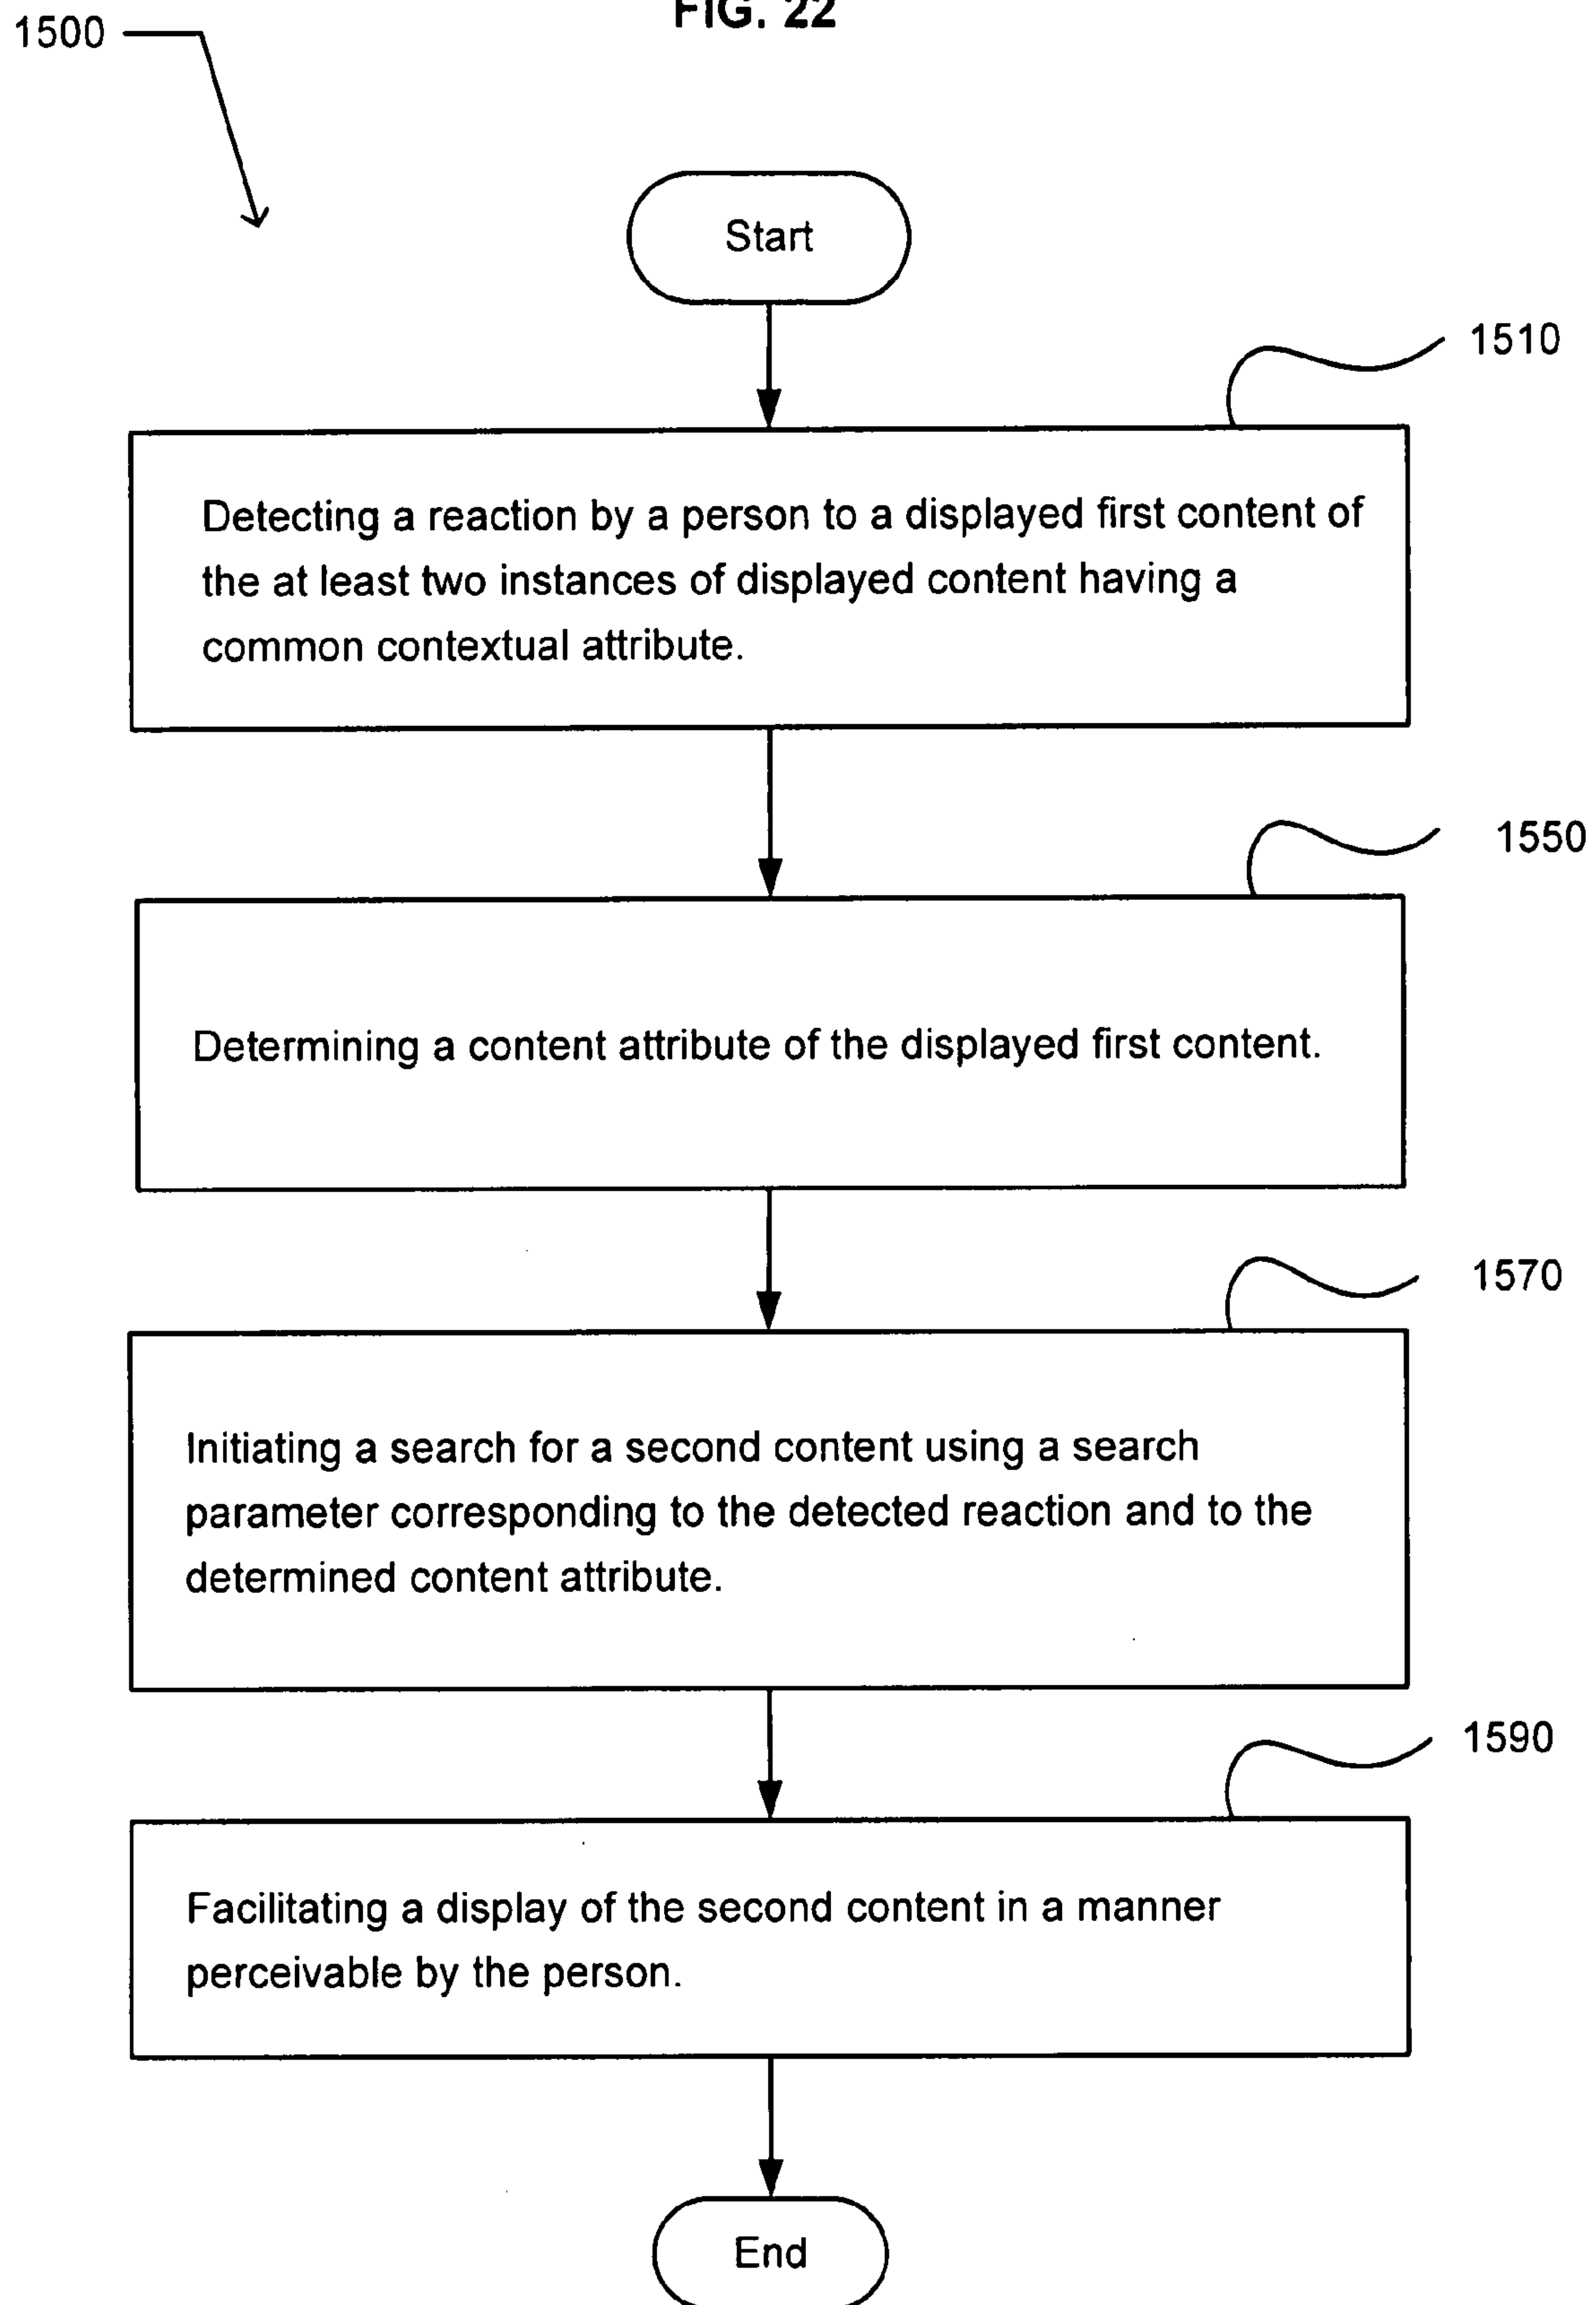 FIG. 22
1500
Start
1510
Detecting a reaction by a person to a displayed first content of
the at least two instances of displayed content having a
common contextual attribute.
1550
Determining a content attribute of the displayed first content.
1570
Initiating a search for a second content using a search
parameter corresponding to the detected reaction and to the
determined content attribute.
1590
Facilitating a display of the second content in a manner
perceivable by the person.
End